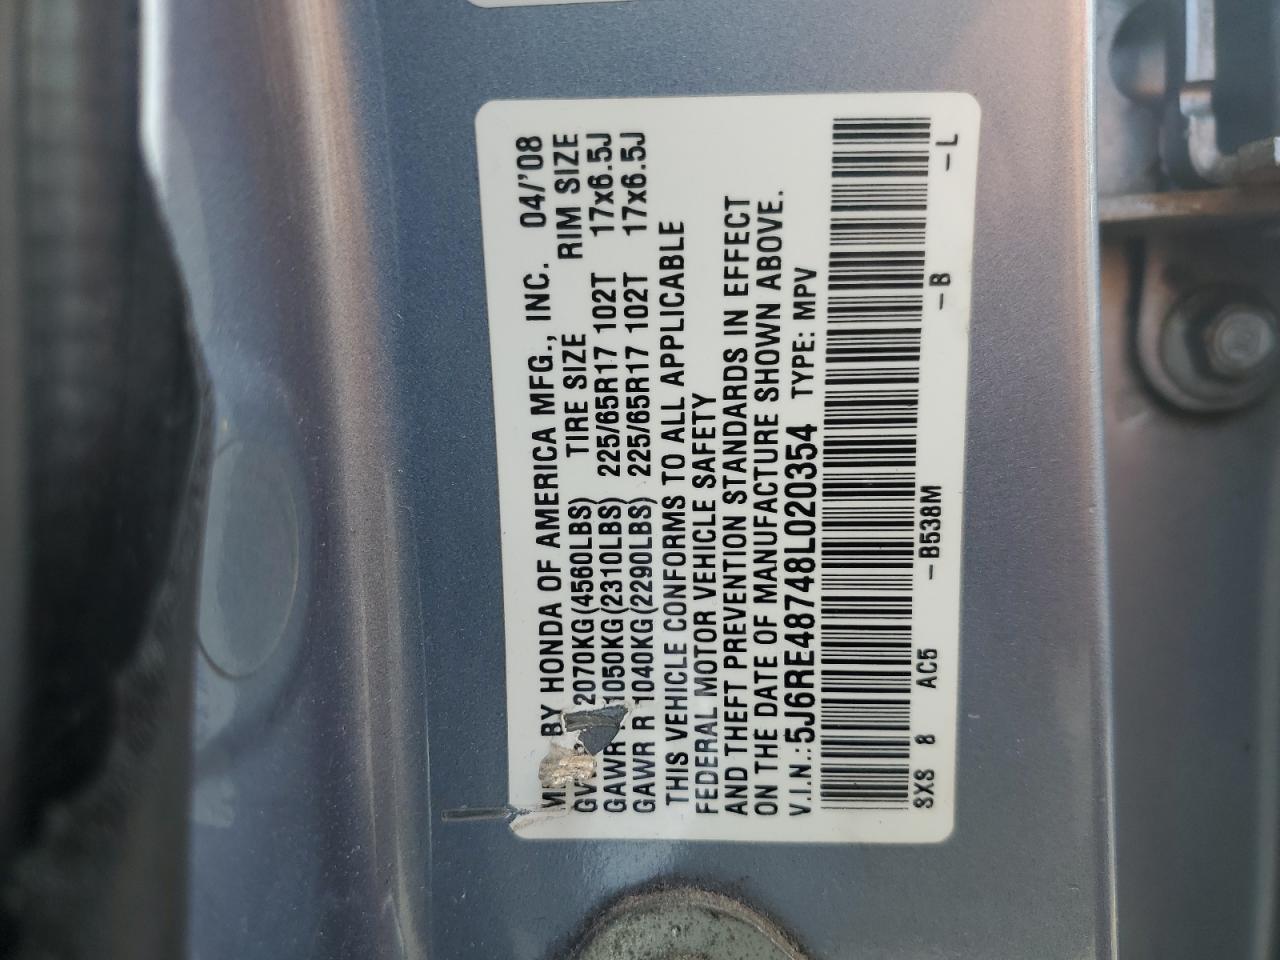 BY HONDA OF AMERICA MFG., INC. 04/'08
2070KG(4560LBS) TIRE SIZE RIM SIZE
GAWR 1050KG(2310LBS) 225/65R17 102T 17x6.5J
GAWR R 1040KG(2290LBS) 225/65R17 102T 17x6.5J
THIS VEHICLE CONFORMS TO ALL APPLICABLE
FEDERAL MOTOR VEHICLE SAFETY
AND THEFT PREVENTION STANDARDS IN EFFECT
ON THE DATE OF MANUFACTURE SHOWN ABOVE.
V.I.N.:5J6RE48748L020354 TYPE: MPV
SXS 8 AC5 -B538M -B -L